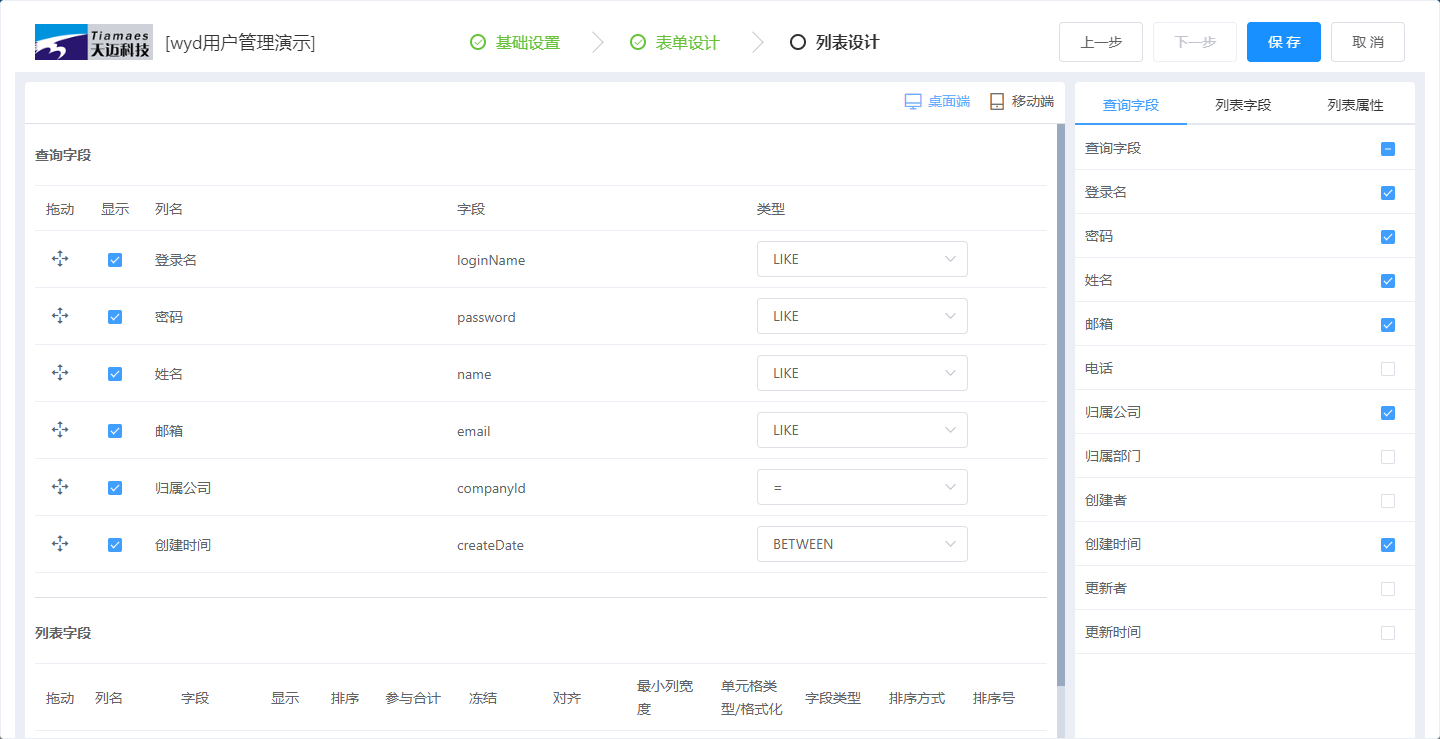 Tiamaes
天迈科技
[wyd用户管理演示]
基础设置
表单设计
列表设计
上一步
下一步
保 存
取 消
桌面端
移动端
查询字段
拖动 显示 列名 字段 类型
登录名 loginName LIKE
密码 password LIKE
姓名 name LIKE
邮箱 email LIKE
归属公司 companyId =
创建时间 createDate BETWEEN
列表字段
拖动 列名 字段 显示 排序 参与合计 冻结 对齐 最小列宽度 单元格类型/格式化 字段类型 排序方式 排序号
查询字段 列表字段 列表属性
查询字段
登录名
密码
姓名
邮箱
电话
归属公司
归属部门
创建者
创建时间
更新者
更新时间